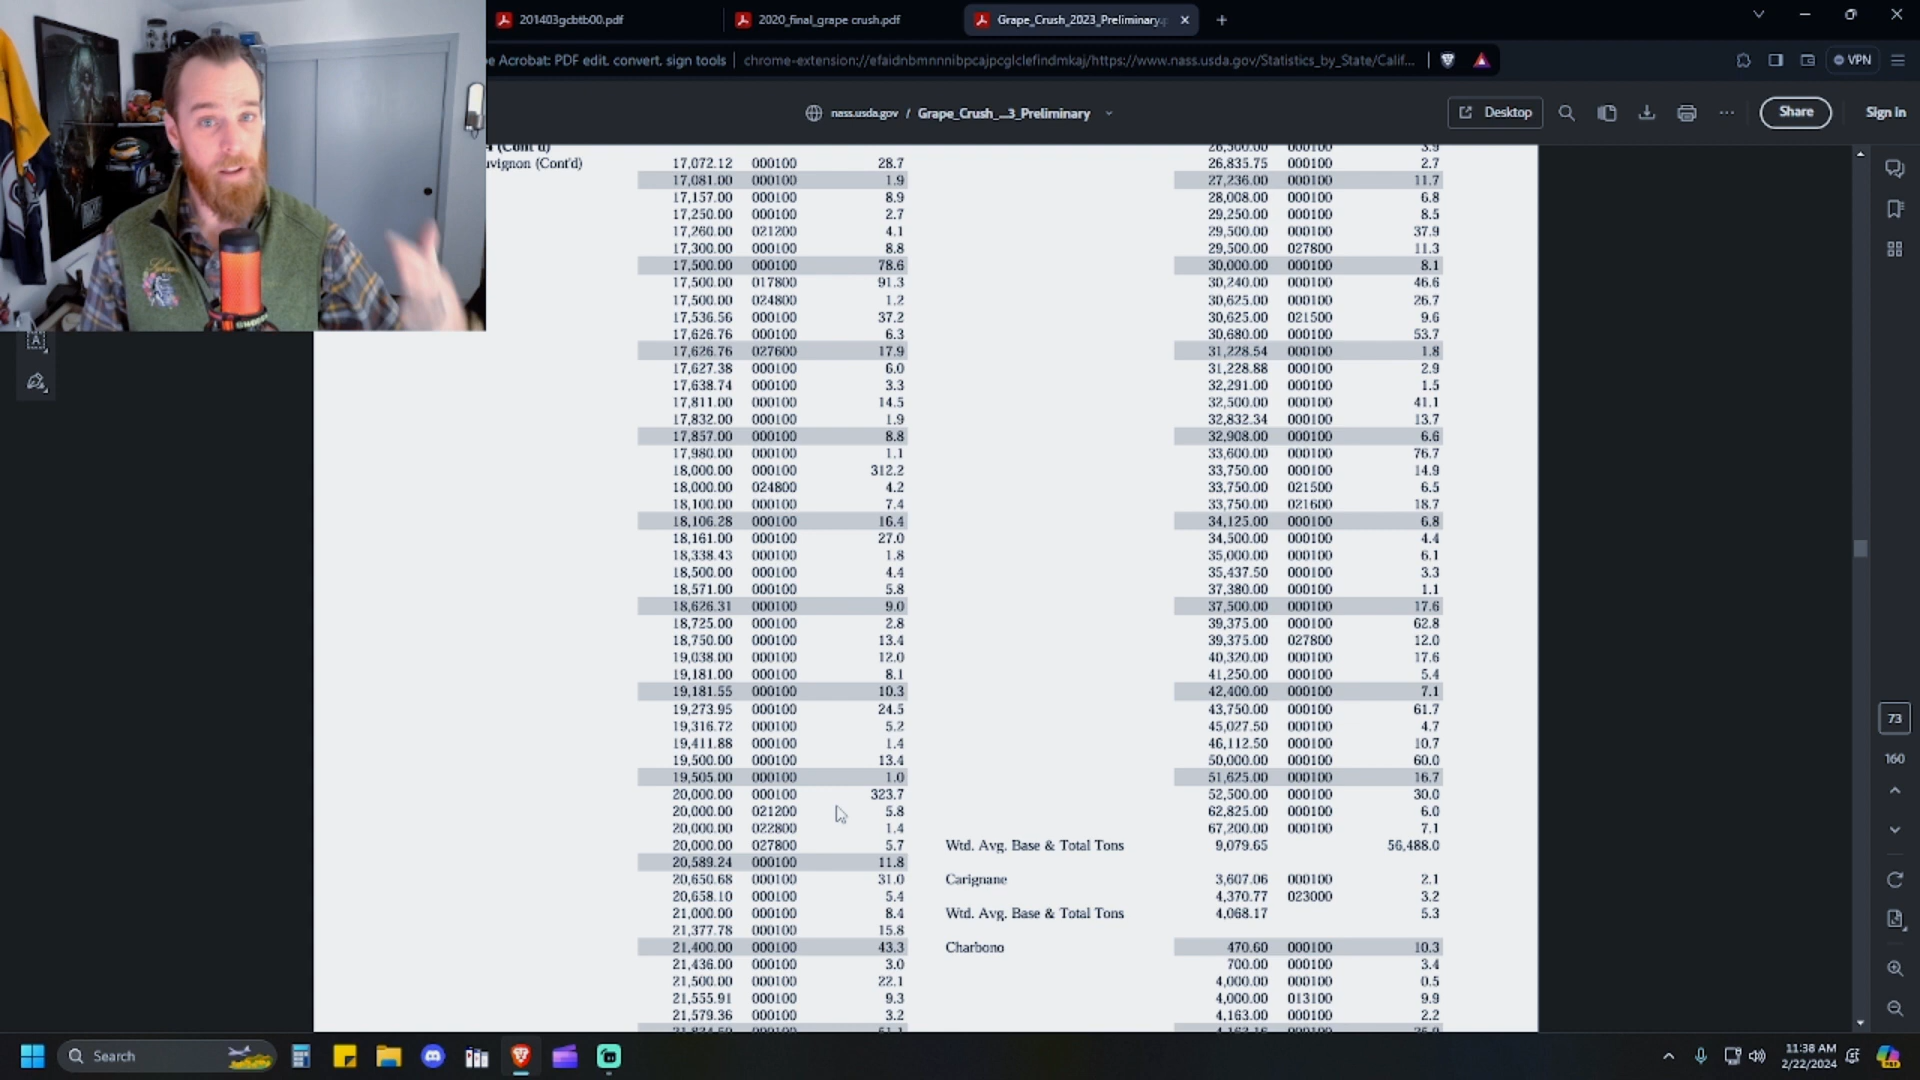 201403gcbtb00.pdf
2020_final_grape crush.pdf
Grape_Crush_2023_Preliminary.
e Acrobat: PDF edit, convert, sign tools
chrome-extension://efaidnbmnnnibpcajpcglclefindmkaj/https://www.nass.usda.gov/Statistics_by_State/Calif...
VPN
nass.usda.gov / Grape_Crush_...3_Preliminary
Desktop
Share
Sign in
(Cont'd)
uvignon (Cont'd)
17,072.12 000100 28.7
17,081.00 000100 1.9
17,157.00 000100 8.9
17,250.00 000100 2.7
17,260.00 021200 4.1
17,300.00 000100 8.8
17,500.00 000100 78.6
17,500.00 017800 91.3
17,500.00 024800 1.2
17,536.56 000100 37.2
17,626.76 000100 6.3
17,626.76 027600 17.9
17,627.38 000100 6.0
17,638.74 000100 3.3
17,811.00 000100 14.5
17,832.00 000100 1.9
17,857.00 000100 8.8
17,980.00 000100 1.1
18,000.00 000100 312.2
18,000.00 024800 4.2
18,100.00 000100 7.4
18,106.28 000100 16.4
18,161.00 000100 27.0
18,338.43 000100 1.8
18,500.00 000100 4.4
18,571.00 000100 5.8
18,626.31 000100 9.0
18,725.00 000100 2.8
18,750.00 000100 13.4
19,038.00 000100 12.0
19,181.00 000100 8.1
19,181.55 000100 10.3
19,273.95 000100 24.5
19,316.72 000100 5.2
19,411.88 000100 1.4
19,500.00 000100 13.4
19,505.00 000100 1.0
20,000.00 000100 323.7
20,000.00 021200 5.8
20,000.00 022800 1.4
20,000.00 027800 5.7
20,589.24 000100 11.8
20,650.68 000100 31.0
20,658.10 000100 5.4
21,000.00 000100 8.4
21,377.78 000100 15.8
21,400.00 000100 43.3
21,436.00 000100 3.0
21,500.00 000100 22.1
21,555.91 000100 9.3
21,579.36 000100 3.2
26,500.00 000100 3.9
26,835.75 000100 2.7
27,236.00 000100 11.7
28,008.00 000100 6.8
29,250.00 000100 8.5
29,500.00 000100 37.9
29,500.00 027800 11.3
30,000.00 000100 8.1
30,240.00 000100 46.6
30,625.00 000100 26.7
30,625.00 021500 9.6
30,680.00 000100 53.7
31,228.54 000100 1.8
31,228.88 000100 2.9
32,291.00 000100 1.5
32,500.00 000100 41.1
32,832.34 000100 13.7
32,908.00 000100 6.6
33,600.00 000100 76.7
33,750.00 000100 14.9
33,750.00 021500 6.5
33,750.00 021600 18.7
34,125.00 000100 6.8
34,500.00 000100 4.4
35,000.00 000100 6.1
35,437.50 000100 3.3
37,380.00 000100 1.1
37,500.00 000100 17.6
39,375.00 000100 62.8
39,375.00 027800 12.0
40,320.00 000100 17.6
41,250.00 000100 5.4
42,400.00 000100 7.1
43,750.00 000100 61.7
45,027.50 000100 4.7
46,112.50 000100 10.7
50,000.00 000100 60.0
51,625.00 000100 16.7
52,500.00 000100 30.0
62,825.00 000100 6.0
67,200.00 000100 7.1
Wtd. Avg. Base & Total Tons 9,079.65 56,488.0
Carignane 3,607.06 000100 2.1
4,370.77 023000 3.2
Wtd. Avg. Base & Total Tons 4,068.17 5.3
Charbono 470.60 000100 10.3
700.00 000100 3.4
4,000.00 000100 0.5
4,000.00 013100 9.9
4,163.00 000100 2.2
73
160
Search
11:38 AM
2/22/2024